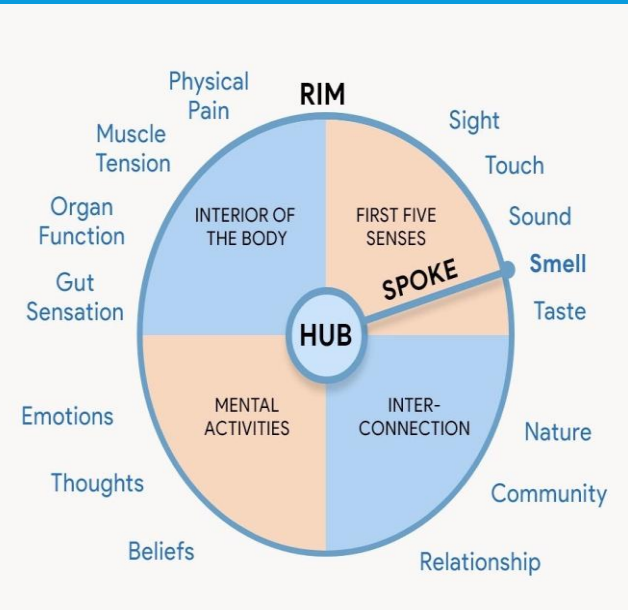 RIM
Physical
Pain
Muscle
Tension
Organ
Function
Gut
Sensation
INTERIOR OF
THE BODY
Sight
Touch
Sound
Smell
Taste
FIRST FIVE
SENSES
SPOKE
HUB
Emotions
Thoughts
Beliefs
MENTAL
ACTIVITIES
INTER-
CONNECTION
Nature
Community
Relationship